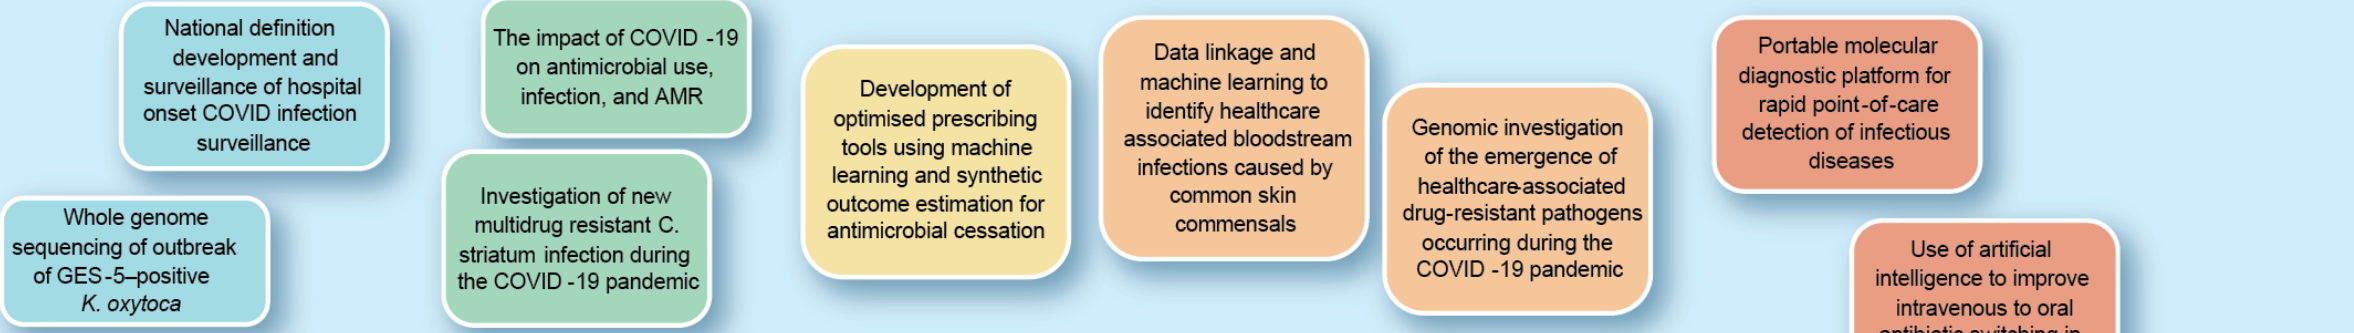 National definition
development and
surveillance of hospital
onset COVID infection
surveillance
Whole genome
sequencing of outbreak
of GES-5–positive
K. oxytoca
The impact of COVID -19
on antimicrobial use,
infection, and AMR
Investigation of new
multidrug resistant C.
striatum infection during
the COVID -19 pandemic
Development of
optimised prescribing
tools using machine
learning and synthetic
outcome estimation for
antimicrobial cessation
Data linkage and
machine learning to
identify healthcare
associated bloodstream
infections caused by
common skin
commensals
Genomic investigation
of the emergence of
healthcare-associated
drug-resistant pathogens
occurring during the
COVID -19 pandemic
Portable molecular
diagnostic platform for
rapid point-of-care
detection of infectious
diseases
Use of artificial
intelligence to improve
intravenous to oral
antibiotic switching in